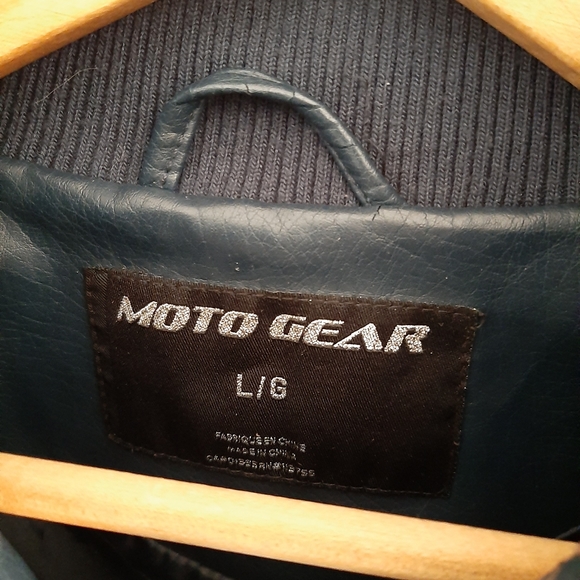 MOTO GEAR
L/G
FABRIQUÉ EN CHINE
MADE IN CHINA